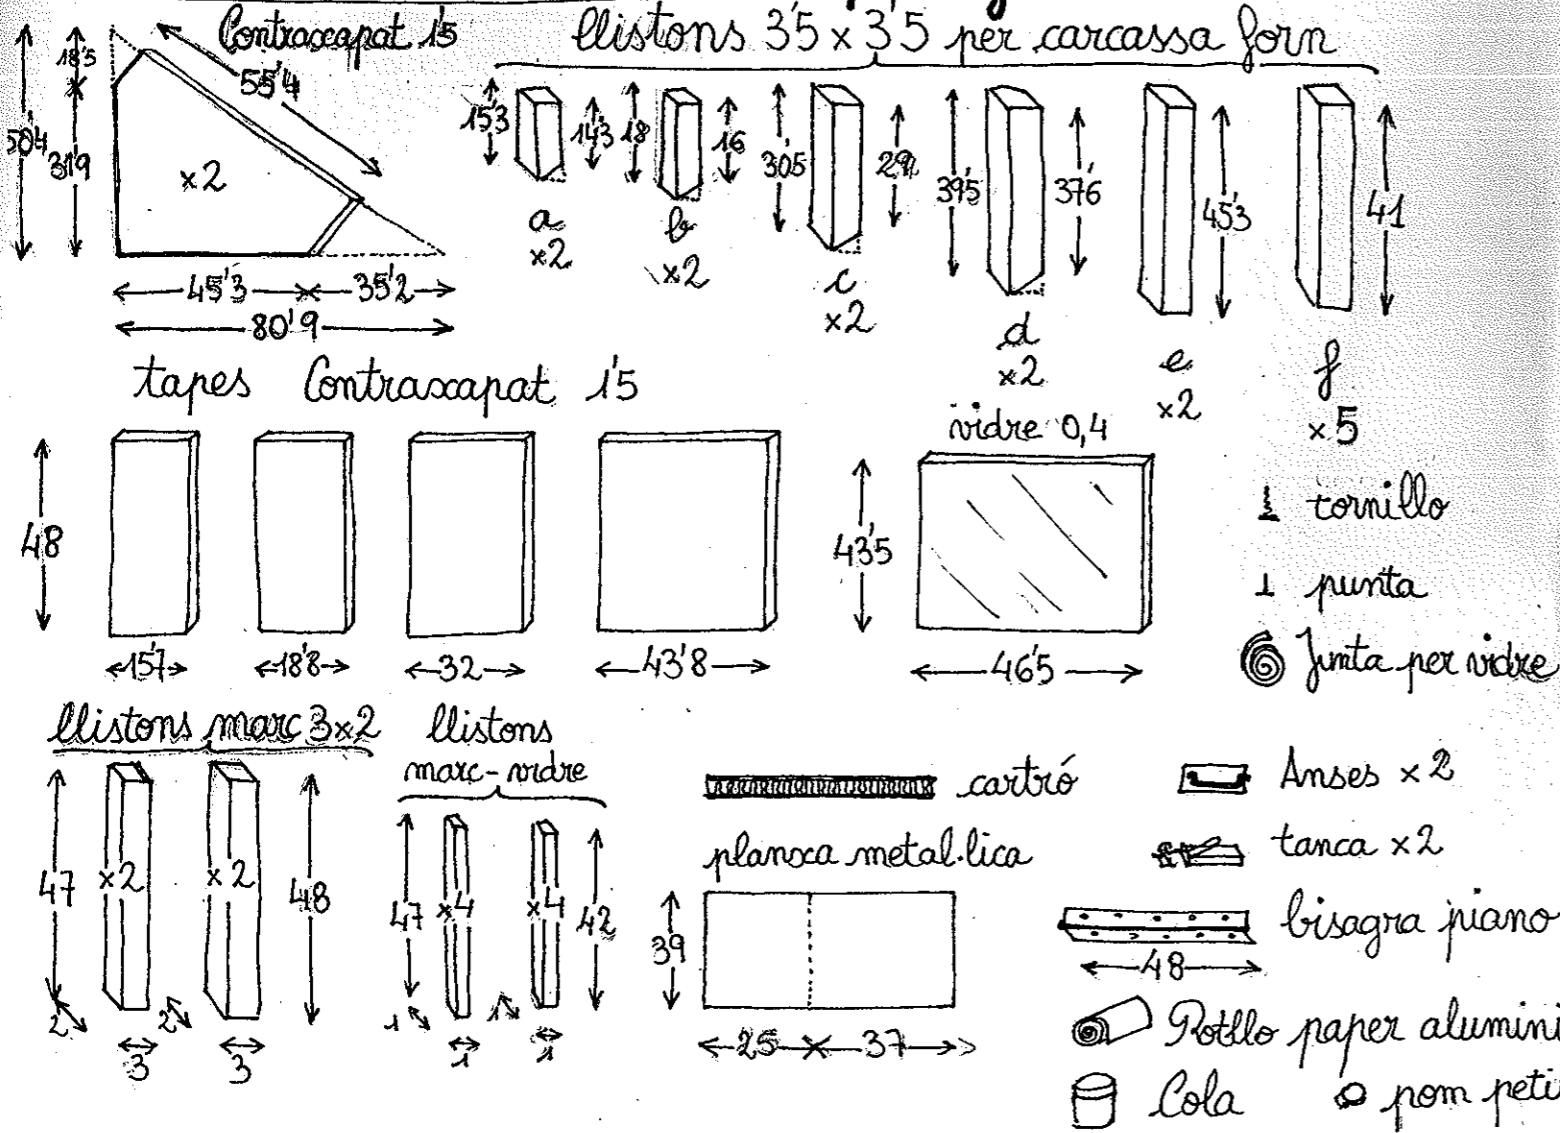 Contraxapat 1'5
llistons 3'5 x 3'5 per carcassa forn
18'5
55'4
50'4
31'9
x2
45'3
35'2
80'9
15'3
14'3
a
x2
18
16
b
x2
30'5
c
x2
39'5
37'6
d
x2
45'3
e
x2
41
f
x5
tapes Contraxapat 1'5
48
15'7
18'8
32
43'8
vidre 0,4
43'5
46'5
tornillo
punta
Junta per vidre
llistons marc 3x2
47
x2
x2
48
2
3
2
3
llistons
marc-vidre
47
x4
x4
42
1
1
1
1
cartró
planxa metal.lica
39
25
37
Anses x2
tanca x2
bisagra piano
48
Rotllo paper alumini
Cola
pom peti